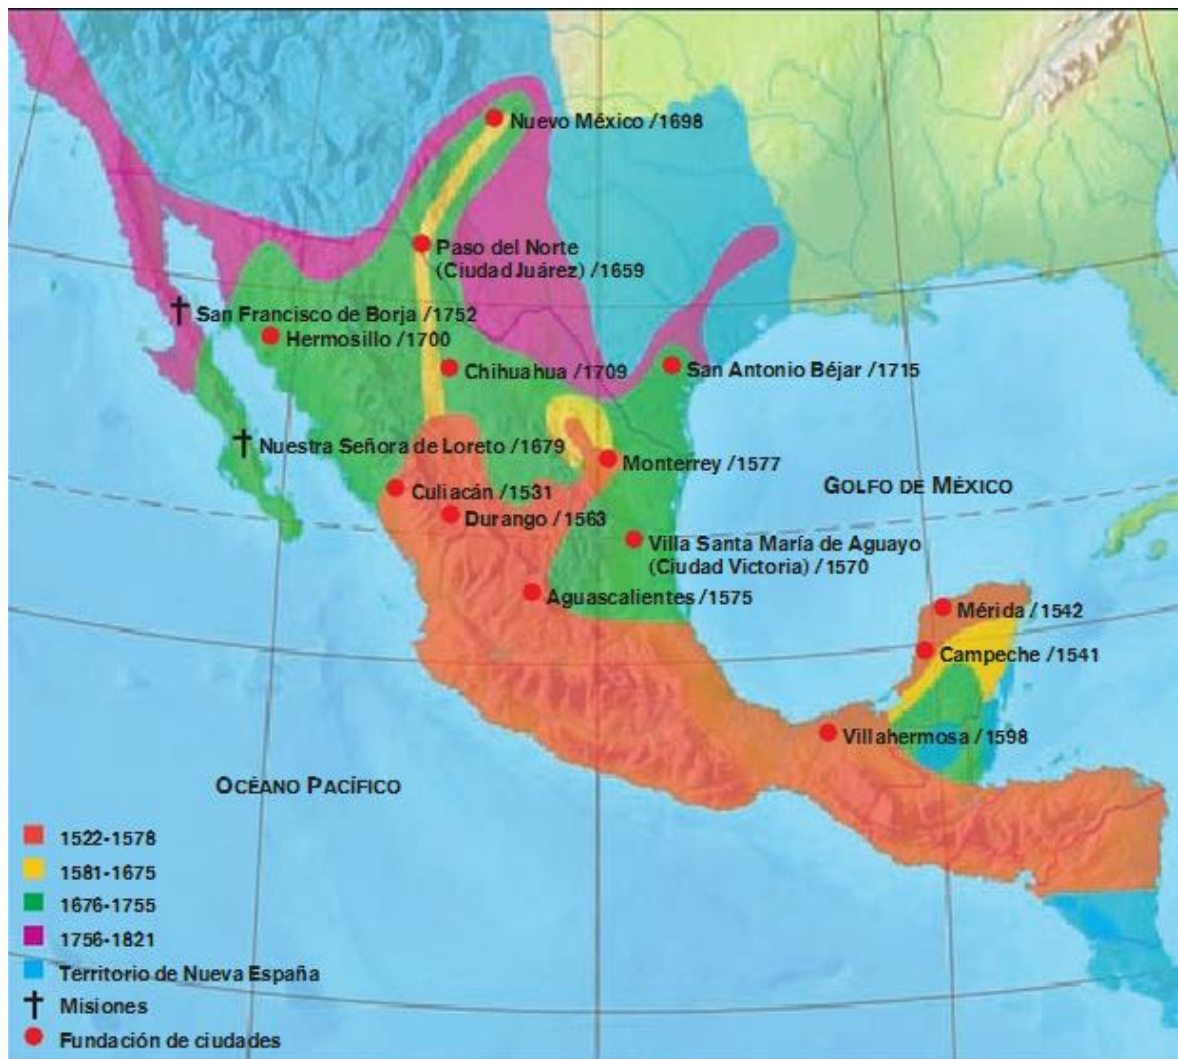 Nuevo México /1698
Paso del Norte
(Ciudad Juárez) /1659
San Francisco de Borja /1752
Hermosillo /1700
Chihuahua /1709
San Antonio Béjar /1715
Nuestra Señora de Loreto /1679
Monterrey /1577
GOLFO DE MÉXICO
Culiacán /1531
Durango /1563
Villa Santa María de Aguayo
(Ciudad Victoria) /1570
Aguascalientes /1575
Mérida /1542
Campeche /1541
Villahermosa /1598
OCÉANO PACÍFICO
1522-1578
1581-1675
1676-1755
1756-1821
Territorio de Nueva España
Misiones
Fundación de ciudades